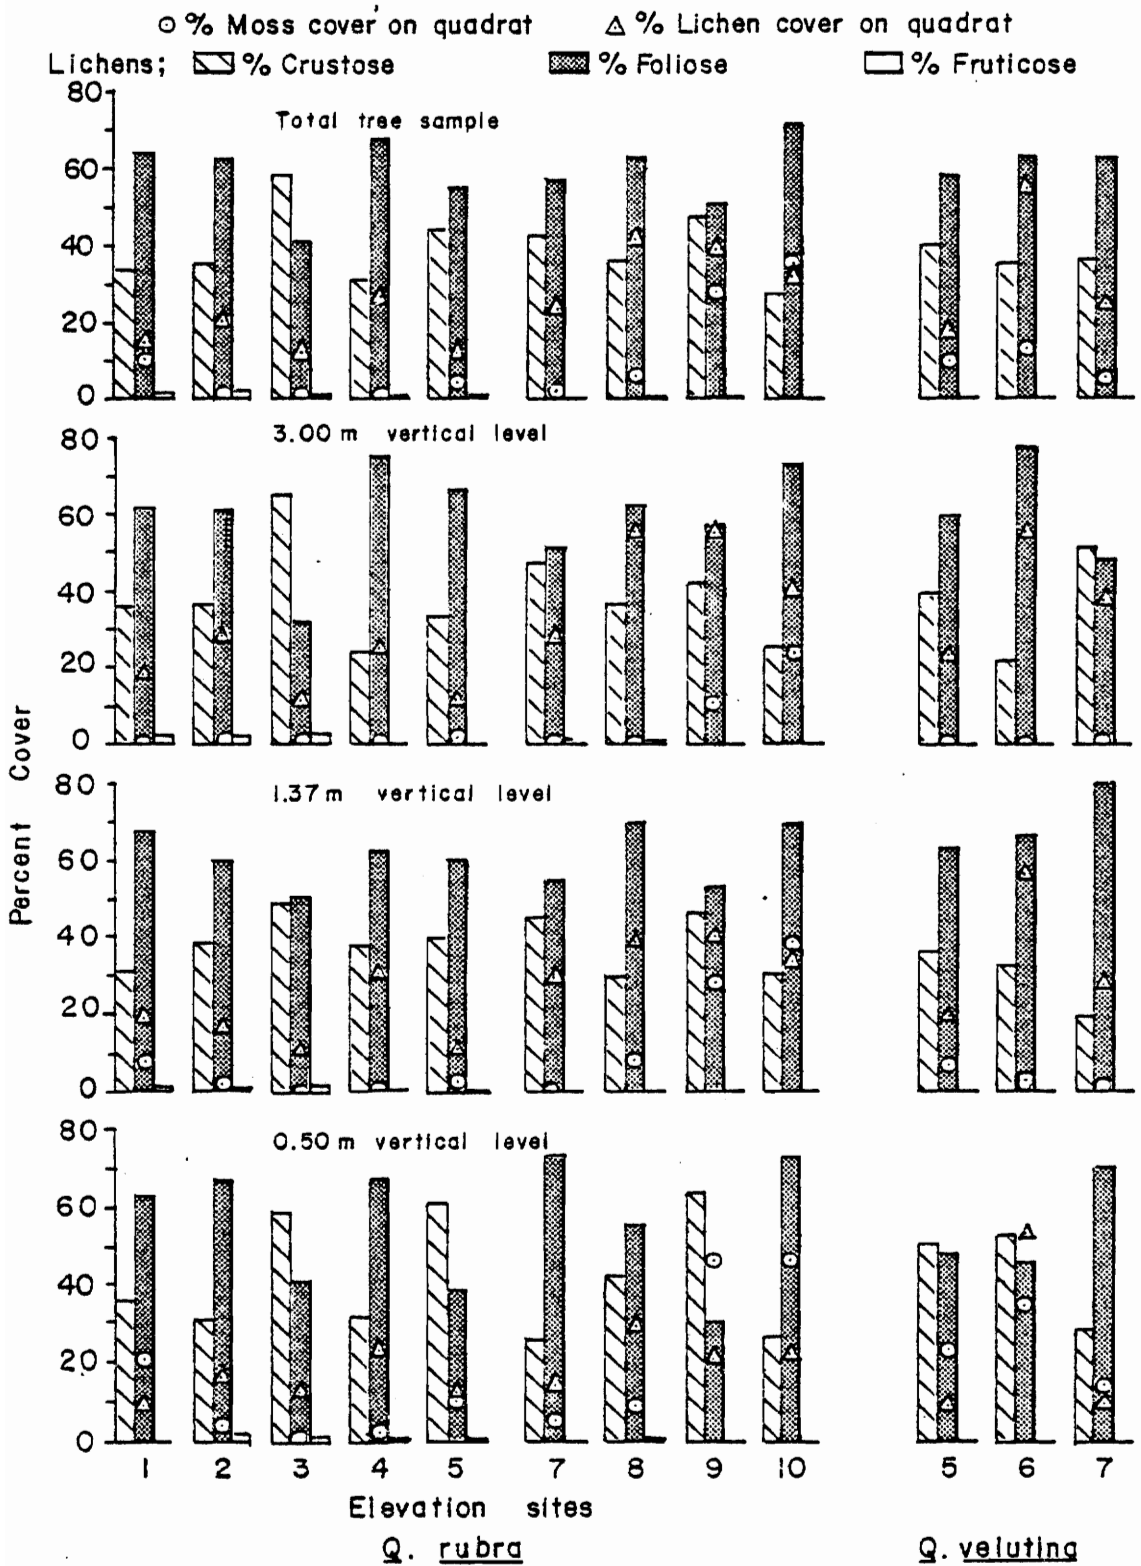 ⊙ % Moss cover on quadrat △ % Lichen cover on quadrat
Lichens; % Crustose % Foliose % Fruticose
Total tree sample
80
60
40
20
0
3.00 m vertical level
80
60
40
20
0
1.37 m vertical level
80
60
40
20
0
0.50 m vertical level
80
60
40
20
0
Percent Cover
1 2 3 4 5 7 8 9 10 5 6 7
Elevation sites
Q. rubra Q. velutina